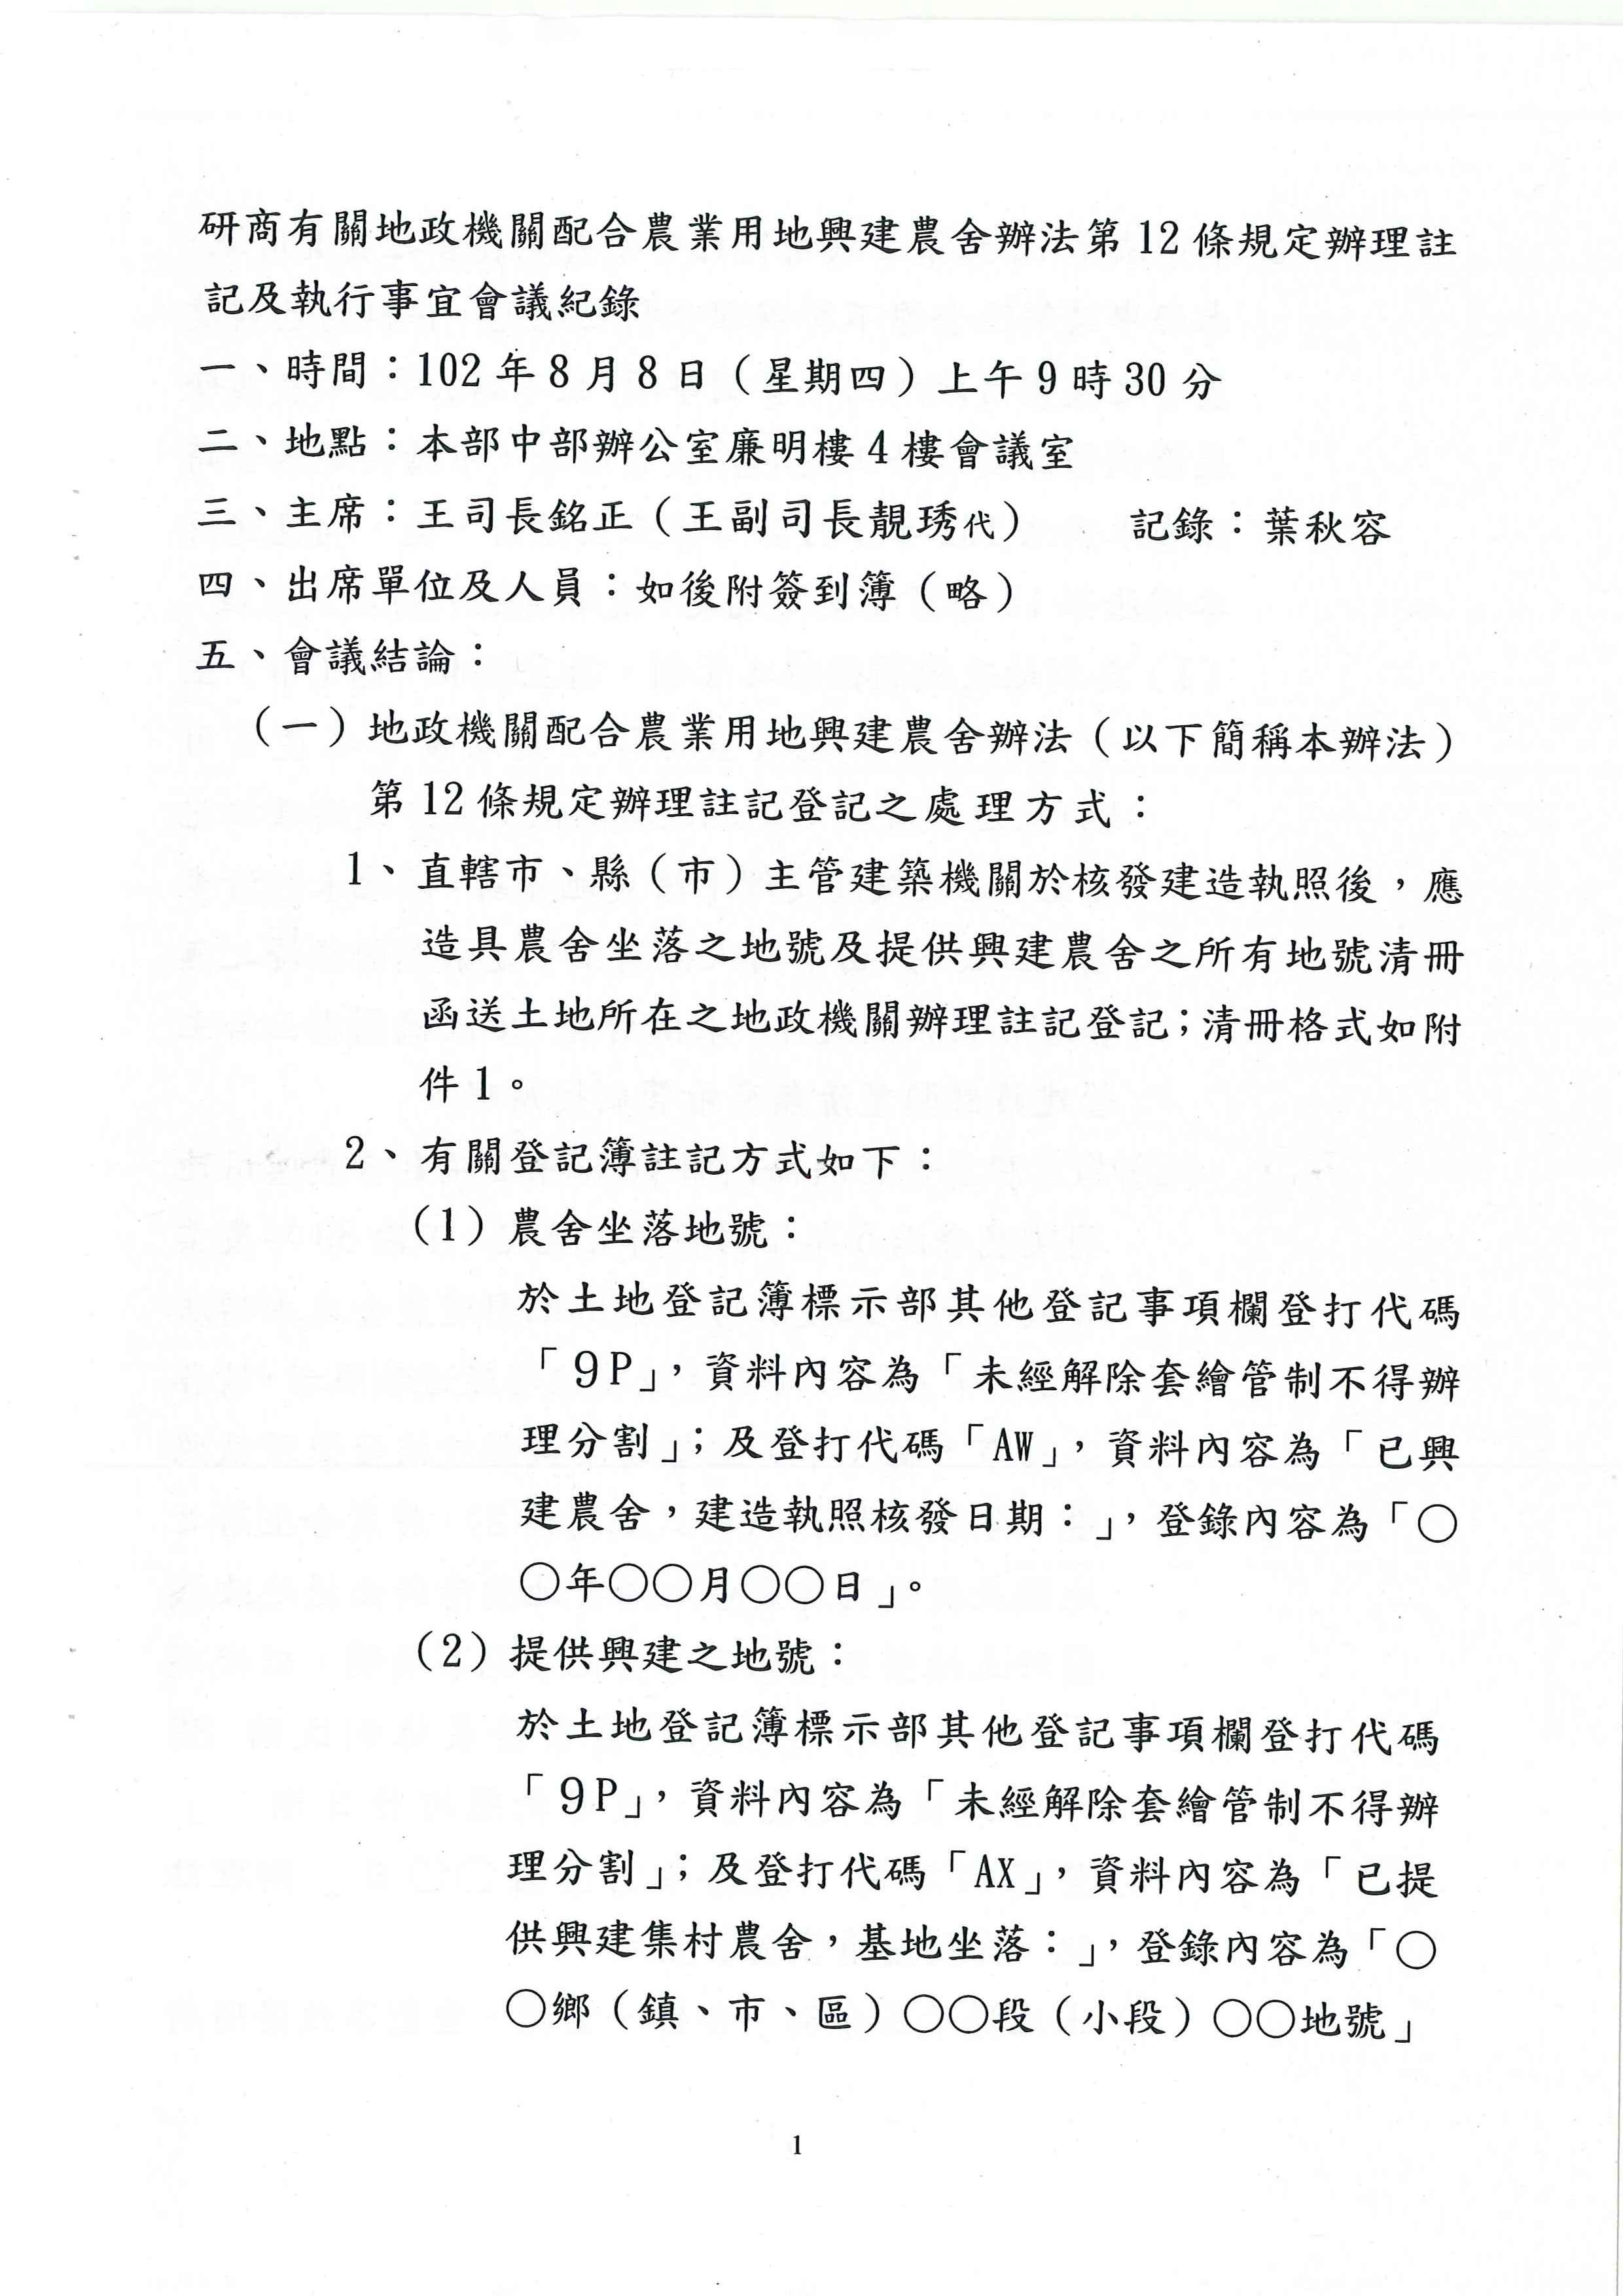 研商有關地政機關配合農業用地興建農舍辦法第12條規定辦理註
記及執行事宜會議紀錄
一、時間：102年8月8日（星期四）上午9時30分
二、地點：本部中部辦公室廉明樓4樓會議室
三、主席：王司長銘正（王副司長靚琇代） 記錄：葉秋容
四、出席單位及人員：如後附簽到簿（略）
五、會議結論：
（一）地政機關配合農業用地興建農舍辦法（以下簡稱本辦法）
第12條規定辦理註記登記之處理方式：
1、直轄市、縣（市）主管建築機關於核發建造執照後，應
造具農舍坐落之地號及提供興建農舍之所有地號清冊
函送土地所在之地政機關辦理註記登記；清冊格式如附
件1。
2、有關登記簿註記方式如下：
（1）農舍坐落地號：
於土地登記簿標示部其他登記事項欄登打代碼
「9P」，資料內容為「未經解除套繪管制不得辦
理分割」；及登打代碼「AW」，資料內容為「已興
建農舍，建造執照核發日期：」，登錄內容為「○
○年○○月○○日」。
（2）提供興建之地號：
於土地登記簿標示部其他登記事項欄登打代碼
「9P」，資料內容為「未經解除套繪管制不得辦
理分割」；及登打代碼「AX」，資料內容為「已提
供興建集村農舍，基地坐落：」，登錄內容為「○
○鄉（鎮、市、區）○○段（小段）○○地號」
1